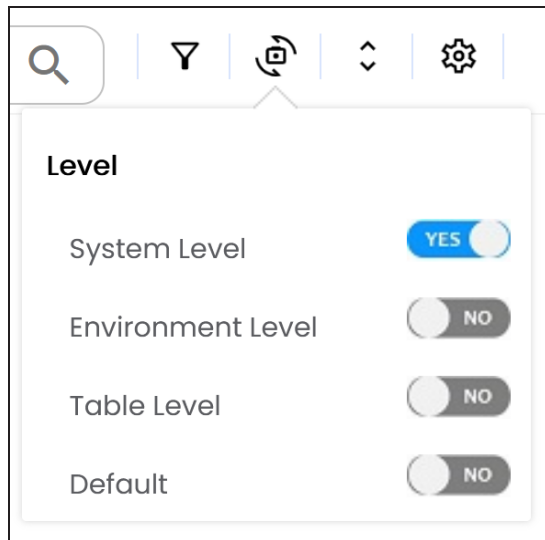 Level
System Level YES
Environment Level NO
Table Level NO
Default NO